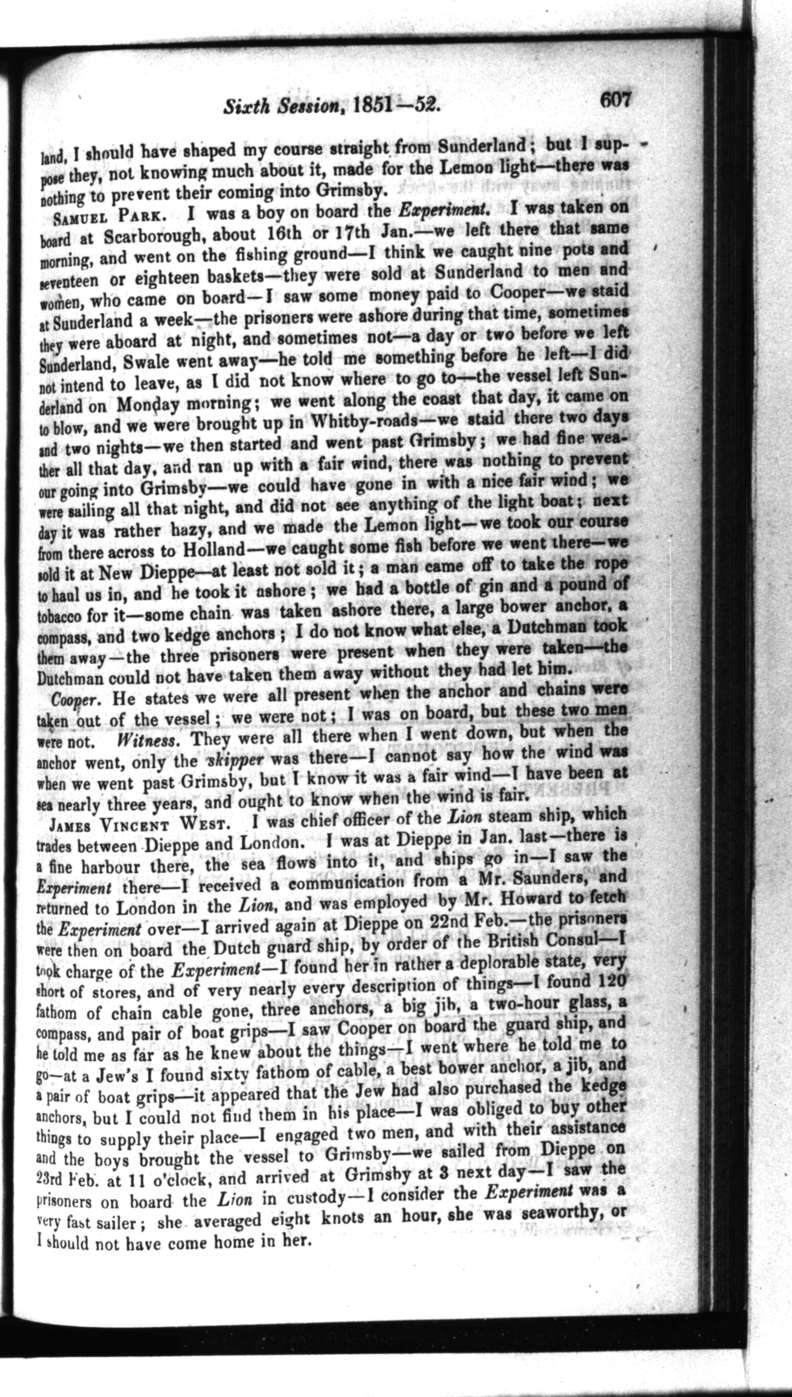 Sixth Session, 1851—52. 607
land, I should have shaped my course straight from Sunderland; but I sup-
pose they, not knowing much about it, made for the Lemon light—there was
nothing to prevent their coming into Grimsby.
SAMUEL PARK. I was a boy on board the Experiment. I was taken on
board at Scarborough, about 16th or 17th Jan.—we left there that same
morning, and went on the fishing ground—I think we caught nine pots and
seventeen or eighteen baskets—they were sold at Sunderland to men and
women, who came on board—I saw some money paid to Cooper—we staid
at Sunderland a week—the prisoners were ashore during that time, sometimes
they were aboard at night, and sometimes not—a day or two before we left
Sunderland, Swale went away—he told me something before he left—I did
not intend to leave, as I did not know where to go to—the vessel left Sun-
derland on Monday morning; we went along the coast that day, it came on
to blow, and we were brought up in Whitby-roads—we staid there two days
and two nights—we then started and went past Grimsby; we had fine wea-
ther all that day, and ran up with a fair wind, there was nothing to prevent
our going into Grimsby—we could have gone in with a nice fair wind; we
were sailing all that night, and did not see anything of the light boat; next
day it was rather hazy, and we made the Lemon light—we took our course
from there across to Holland—we caught some fish before we went there—we
sold it at New Dieppe—at least not sold it; a man came off to take the rope
to haul us in, and he took it ashore; we had a bottle of gin and a pound of
tobacco for it—some chain was taken ashore there, a large bower anchor, a
compass, and two kedge anchors; I do not know what else, a Dutchman took
them away—the three prisoners were present when they were taken—the
Dutchman could not have taken them away without they had let him.
Cooper. He states we were all present when the anchor and chains were
taken out of the vessel; we were not; I was on board, but these two men
were not. Witness. They were all there when I went down, but when the
anchor went, only the skipper was there—I cannot say how the wind was
when we went past Grimsby, but I know it was a fair wind—I have been at
sea nearly three years, and ought to know when the wind is fair.
JAMES VINCENT WEST. I was chief officer of the Lion steam ship, which
trades between Dieppe and London. I was at Dieppe in Jan. last—there is
a fine harbour there, the sea flows into it, and ships go in—I saw the
Experiment there—I received a communication from a Mr. Saunders, and
returned to London in the Lion, and was employed by Mr. Howard to fetch
the Experiment over—I arrived again at Dieppe on 22nd Feb.—the prisoners
were then on board the Dutch guard ship, by order of the British Consul—I
took charge of the Experiment—I found her in rather a deplorable state, very
short of stores, and of very nearly every description of things—I found 120
fathom of chain cable gone, three anchors, a big jib, a two-hour glass, a
compass, and pair of boat grips—I saw Cooper on board the guard ship, and
he told me as far as he knew about the things—I went where he told me to
go—at a Jew's I found sixty fathom of cable, a best bower anchor, a jib, and
a pair of boat grips—it appeared that the Jew had also purchased the kedge
anchors, but I could not find them in his place—I was obliged to buy other
things to supply their place—I engaged two men, and with their assistance
and the boys brought the vessel to Grimsby—we sailed from Dieppe on
23rd Feb. at 11 o'clock, and arrived at Grimsby at 3 next day—I saw the
prisoners on board the Lion in custody—I consider the Experiment was a
very fast sailer; she averaged eight knots an hour, she was seaworthy, or
I should not have come home in her.